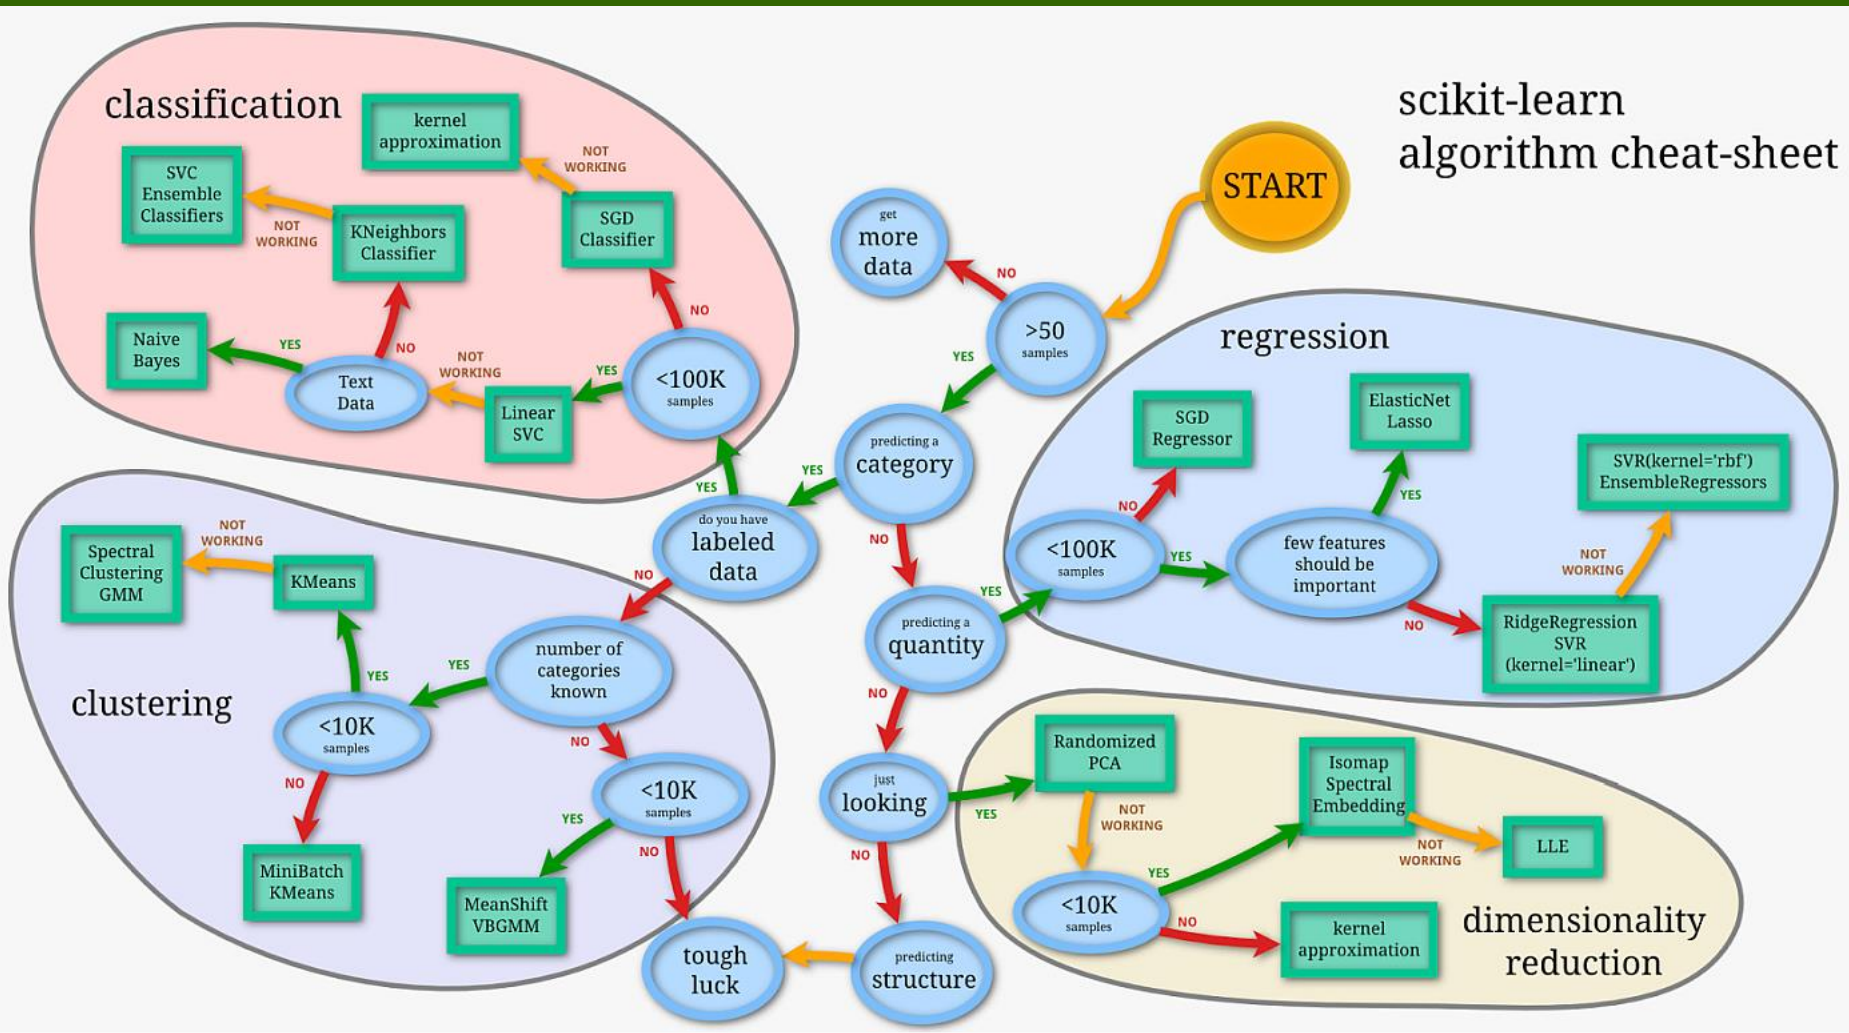 scikit-learn
algorithm cheat-sheet
START
>50
samples
NO
get
more
data
YES
predicting a
category
YES
do you have
labeled
data
YES
NO
NO
predicting a
quantity
YES
NO
just
looking
YES
NO
predicting
structure
tough
luck
classification
<100K
samples
NO
SGD
Classifier
NOT
WORKING
kernel
approximation
YES
Linear
SVC
NOT
WORKING
Text
Data
YES
Naive
Bayes
NO
KNeighbors
Classifier
NOT
WORKING
SVC
Ensemble
Classifiers
clustering
number of
categories
known
YES
<10K
samples
YES
KMeans
NOT
WORKING
Spectral
Clustering
GMM
NO
MiniBatch
KMeans
NO
<10K
samples
YES
MeanShift
VBGMM
NO
regression
<100K
samples
NO
SGD
Regressor
YES
few features
should be
important
YES
ElasticNet
Lasso
NO
RidgeRegression
SVR
(kernel='linear')
NOT
WORKING
SVR(kernel='rbf')
EnsembleRegressors
dimensionality
reduction
Randomized
PCA
NOT
WORKING
<10K
samples
YES
Isomap
Spectral
Embedding
NOT
WORKING
LLE
NO
kernel
approximation